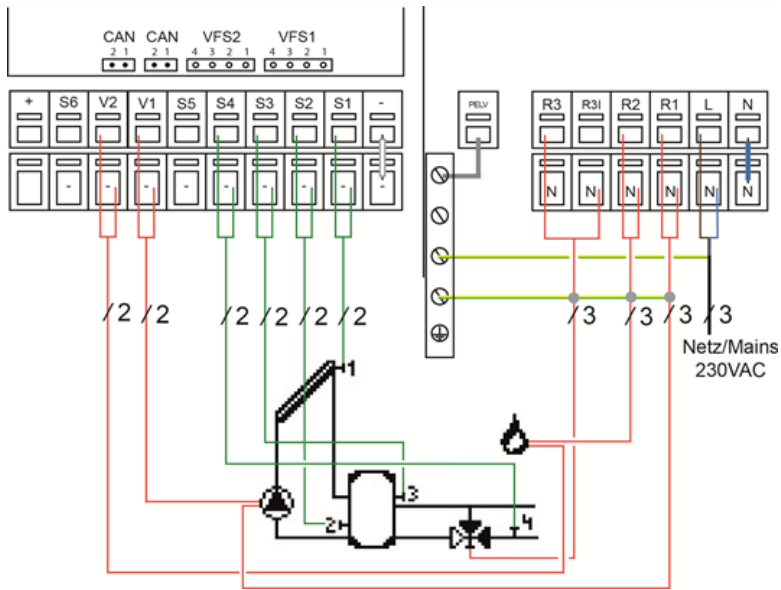 CAN CAN VFS2 VFS1
2 1 2 1 4 3 2 1 4 3 2 1
+ S6 V2 V1 S5 S4 S3 S2 S1 - PELV R3 R3I R2 R1 L N
- - - - - - - - - N N N N N N
/2 /2 /2 /2 /2 /2 /3 /3 /3 /3
Netz/Mains
230VAC
1
3
2 4